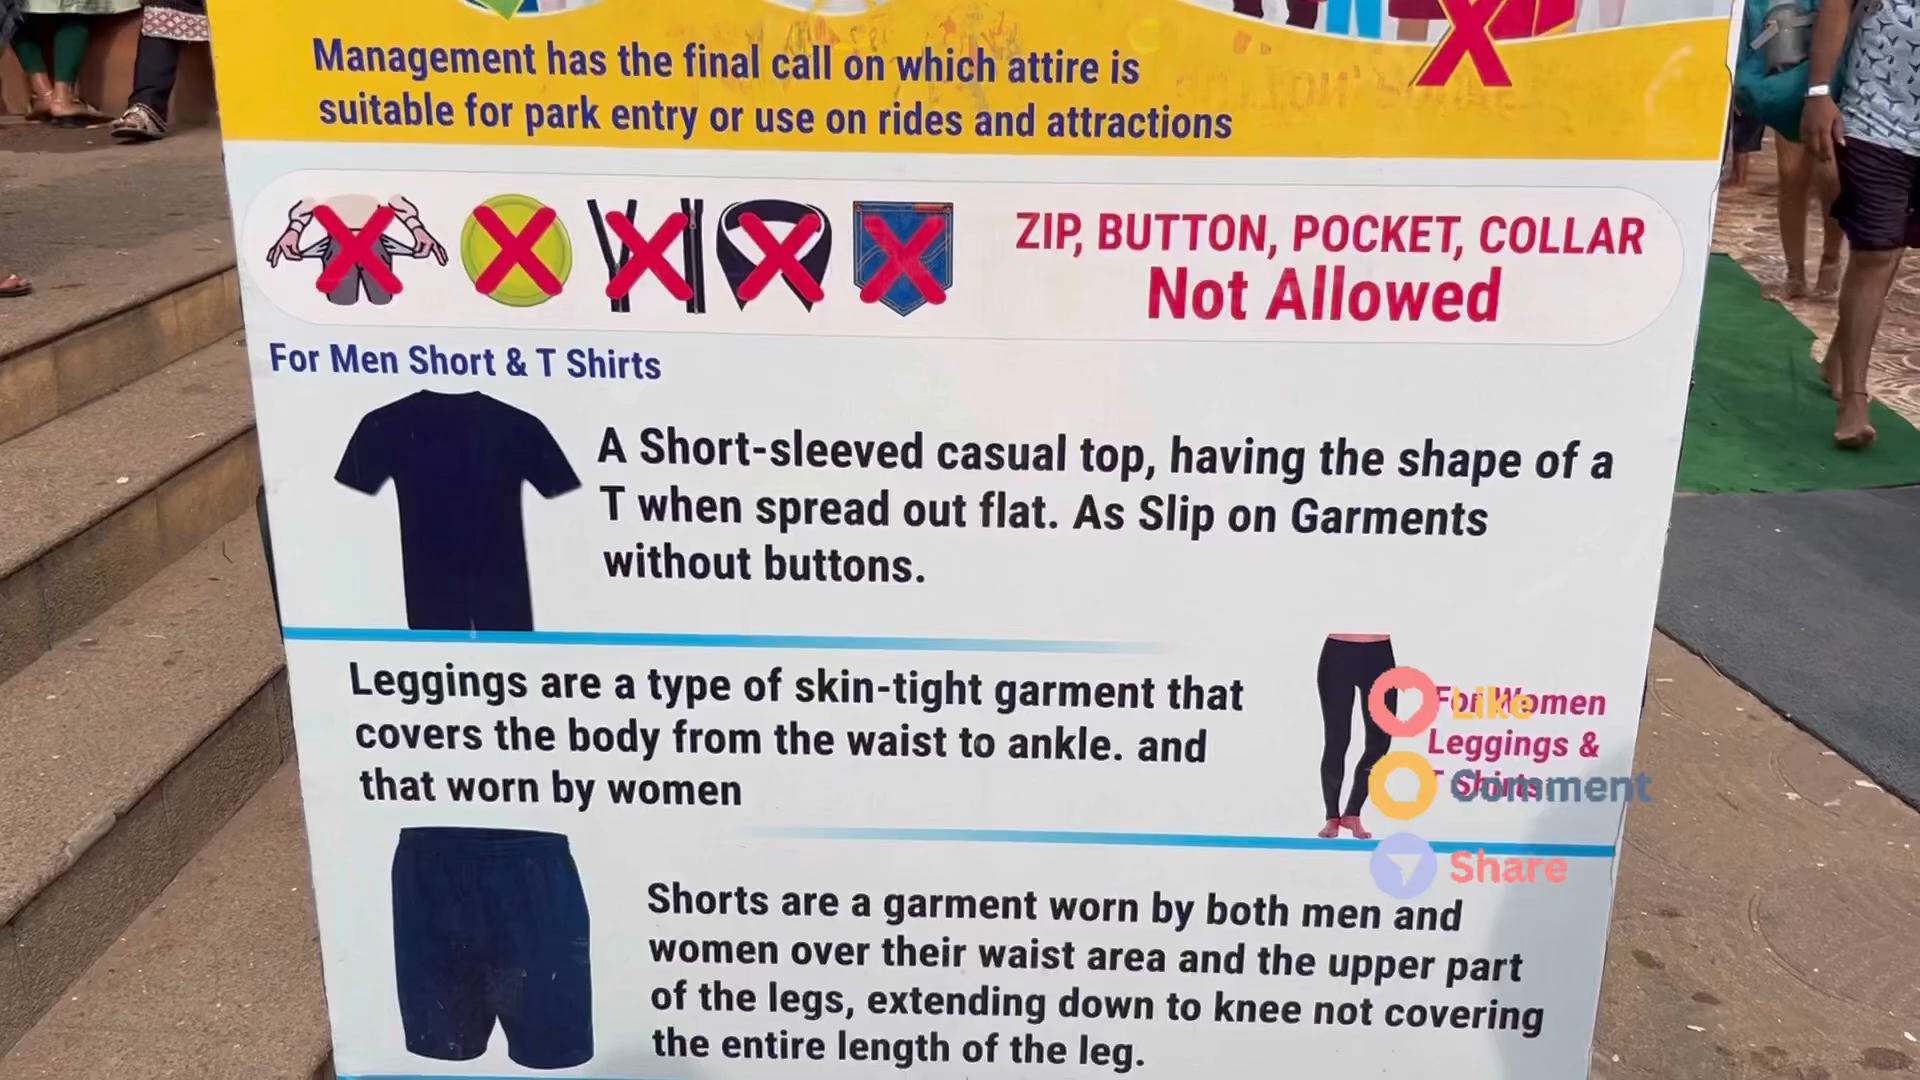 Management has the final call on which attire is
suitable for park entry or use on rides and attractions
ZIP, BUTTON, POCKET, COLLAR
Not Allowed
For Men Short & T Shirts
A Short-sleeved casual top, having the shape of a
T when spread out flat. As Slip on Garments
without buttons.
Leggings are a type of skin-tight garment that
covers the body from the waist to ankle. and
that worn by women
For Women
Leggings &
T Shirts
Like
Comment
Share
Shorts are a garment worn by both men and
women over their waist area and the upper part
of the legs, extending down to knee not covering
the entire length of the leg.